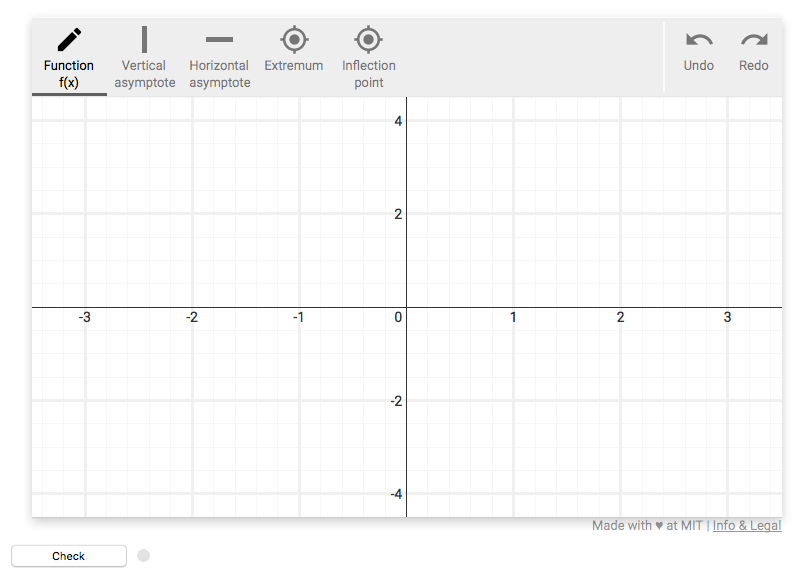 Function f(x)
Vertical asymptote
Horizontal asymptote
Extremum
Inflection point
Undo
Redo
4
2
-3 -2 -1 0 1 2 3
-2
-4
Made with ♥ at MIT | Info & Legal
Check